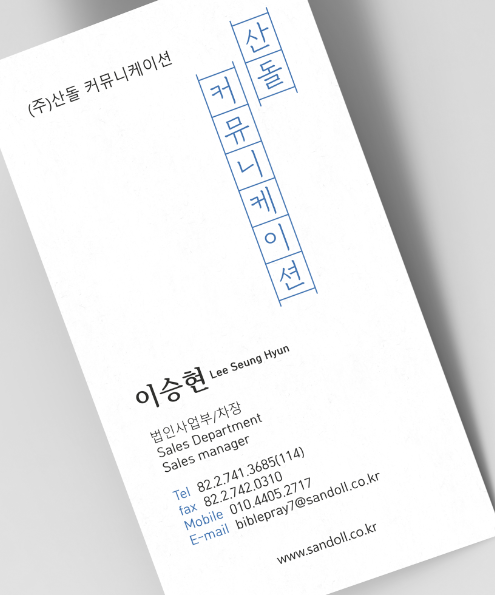 (주)산돌 커뮤니케이션
산돌
커뮤니케이션
이승현 Lee Seung Hyun
법인사업부/차장
Sales Department
Sales manager
Tel 82.2.741.3685(114)
fax 82.2.742.0310
Mobile 010.4405.2717
E-mail biblepray7@sandoll.co.kr
www.sandoll.co.kr